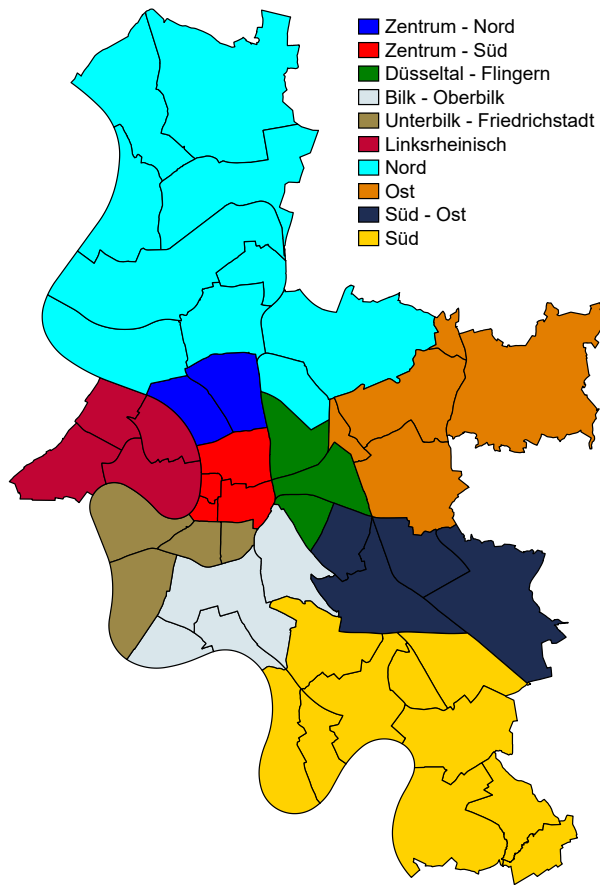 Zentrum - Nord
Zentrum - Süd
Düsseltal - Flingern
Bilk - Oberbilk
Unterbilk - Friedrichstadt
Linksrheinisch
Nord
Ost
Süd - Ost
Süd